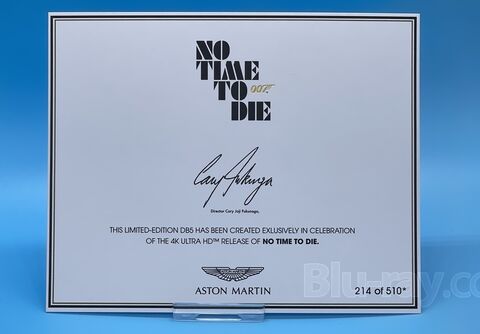 NO
TIME
TO 007
DIE
Cary Fukunaga
Director Cary Joji Fukunaga,
THIS LIMITED-EDITION DB5 HAS BEEN CREATED EXLUSIVELY IN CELEBRATION
OF THE 4K ULTRA HD™ RELEASE OF NO TIME TO DIE.
ASTON MARTIN
214 of 510*
Blu-ray.com